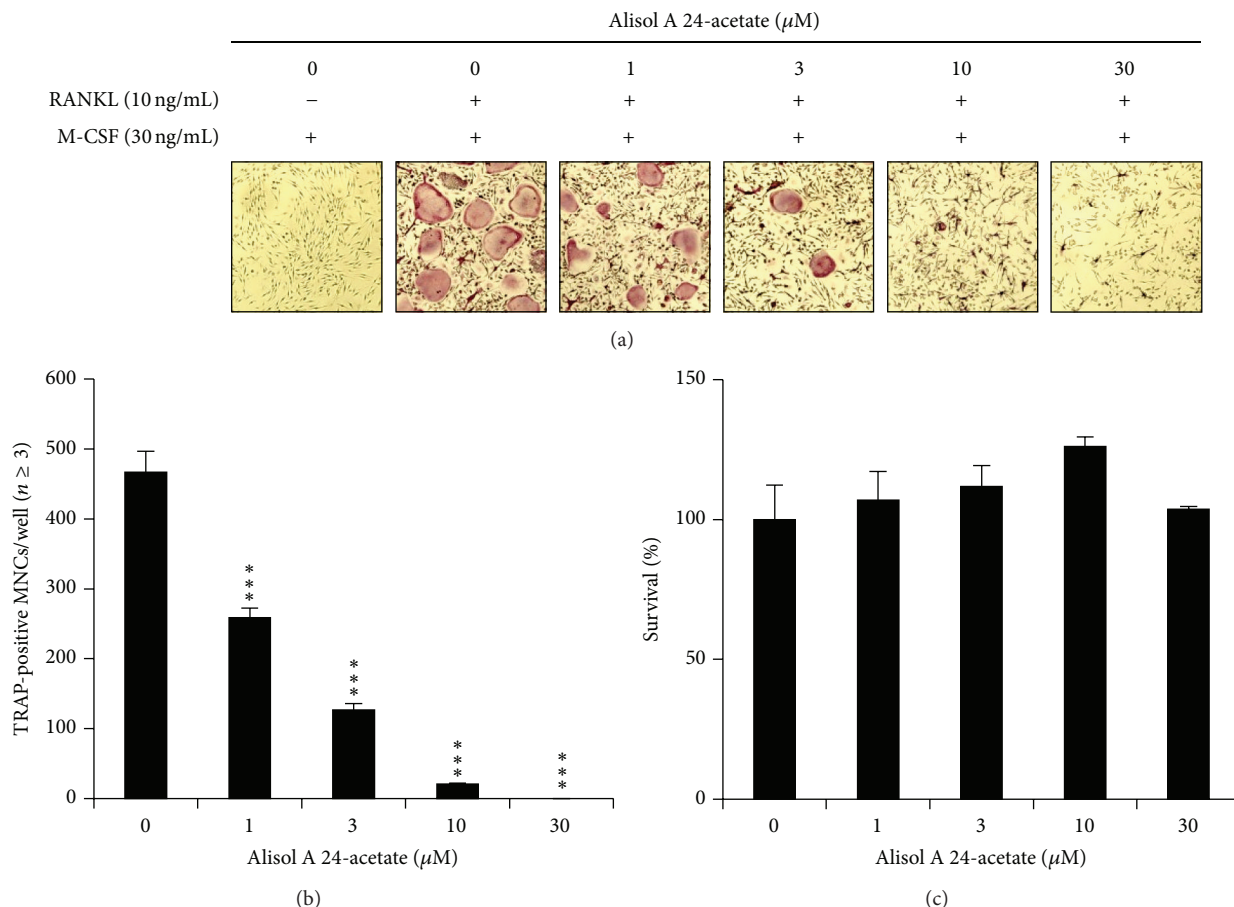 Alisol A 24-acetate (μM)
0 0 1 3 10 30
RANKL (10 ng/mL) − + + + + +
M-CSF (30 ng/mL) + + + + + +
(a)
TRAP-positive MNCs/well (n ≥ 3)
600
500
400
300
200
100
0
***
***
***
***
0 1 3 10 30
Alisol A 24-acetate (μM)
(b)
Survival (%)
150
100
50
0
0 1 3 10 30
Alisol A 24-acetate (μM)
(c)